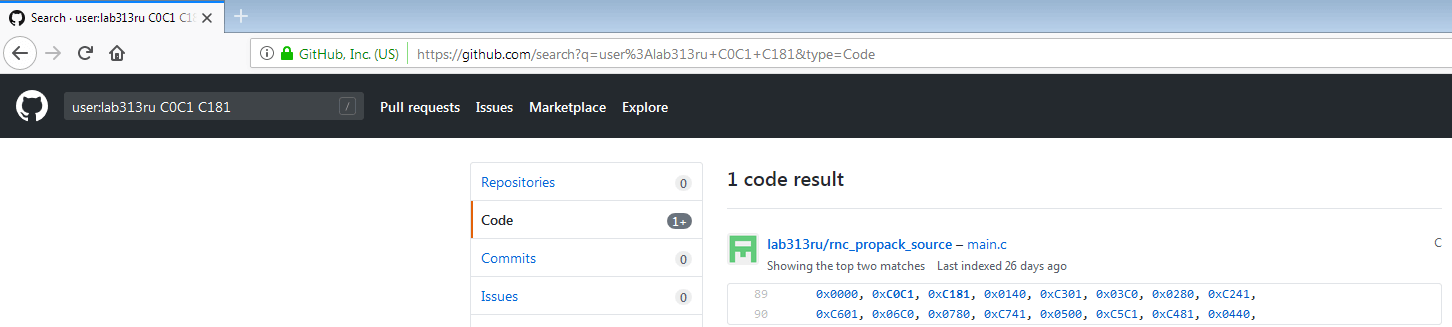 Search · user:lab313ru C0C1 C18
GitHub, Inc. (US) https://github.com/search?q=user%3Alab313ru+C0C1+C181&type=Code
user:lab313ru C0C1 C181 / Pull requests Issues Marketplace Explore
Repositories 0
Code 1+
Commits 0
Issues 0
1 code result
lab313ru/rnc_propack_source – main.c C
Showing the top two matches Last indexed 26 days ago
89 0x0000, 0xC0C1, 0xC181, 0x0140, 0xC301, 0x03C0, 0x0280, 0xC241,
90 0xC601, 0x06C0, 0x0780, 0xC741, 0x0500, 0xC5C1, 0xC481, 0x0440,